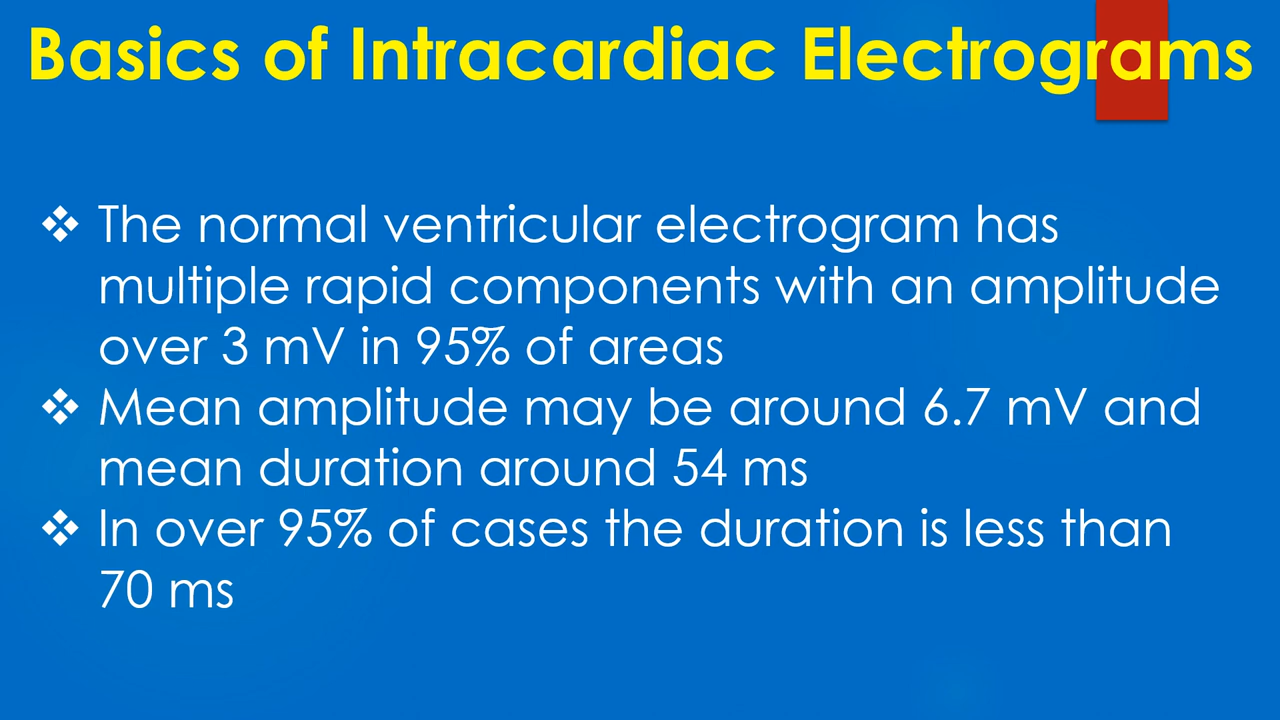 Basics of Intracardiac Electrograms
❖ The normal ventricular electrogram has
multiple rapid components with an amplitude
over 3 mV in 95% of areas
❖ Mean amplitude may be around 6.7 mV and
mean duration around 54 ms
❖ In over 95% of cases the duration is less than
70 ms